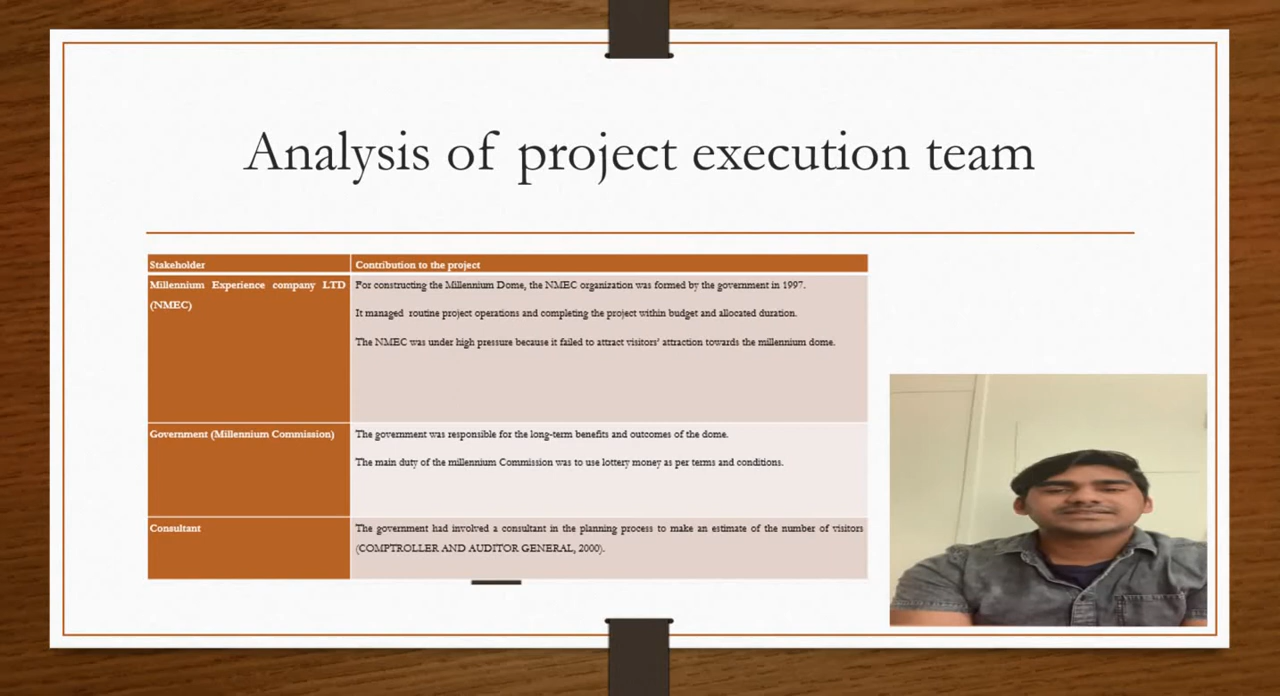 Analysis of project execution team
Stakeholder
Contribution to the project
Millennium Experience company LTD
(NMEC)
For constructing the Millennium Dome, the NMEC organization was formed by the government in 1997.
It managed routine project operations and completing the project within budget and allocated duration.
The NMEC was under high pressure because it failed to attract visitors' attraction towards the millennium dome.
Government (Millennium Commission)
The government was responsible for the long-term benefits and outcomes of the dome.
The main duty of the millennium Commission was to use lottery money as per terms and conditions.
Consultant
The government had involved a consultant in the planning process to make an estimate of the number of visitors
(COMPTROLLER AND AUDITOR GENERAL, 2000).